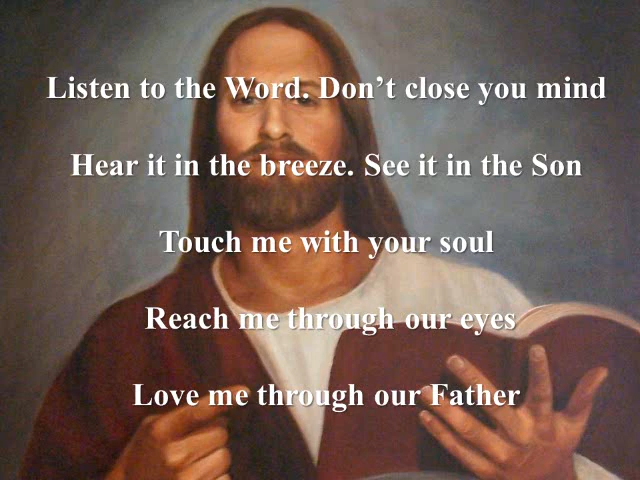 Listen to the Word. Don’t close you mind
Hear it in the breeze. See it in the Son
Touch me with your soul
Reach me through our eyes
Love me through our Father